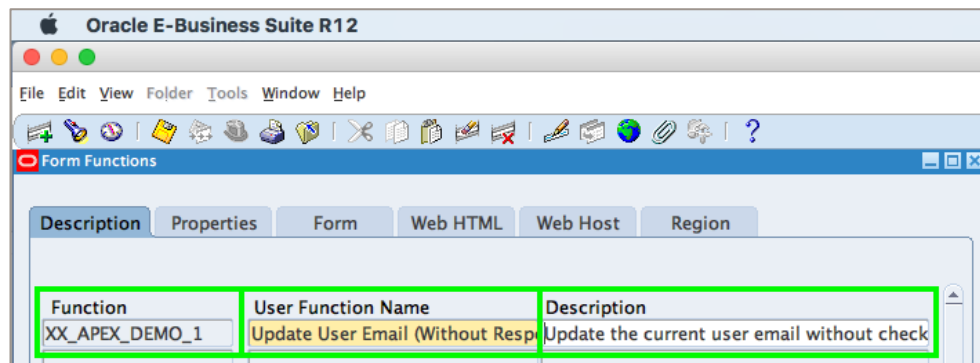 Oracle E-Business Suite R12
File Edit View Folder Tools Window Help
Form Functions
Description Properties Form Web HTML Web Host Region
Function User Function Name Description
XX_APEX_DEMO_1 Update User Email (Without Resp Update the current user email without check